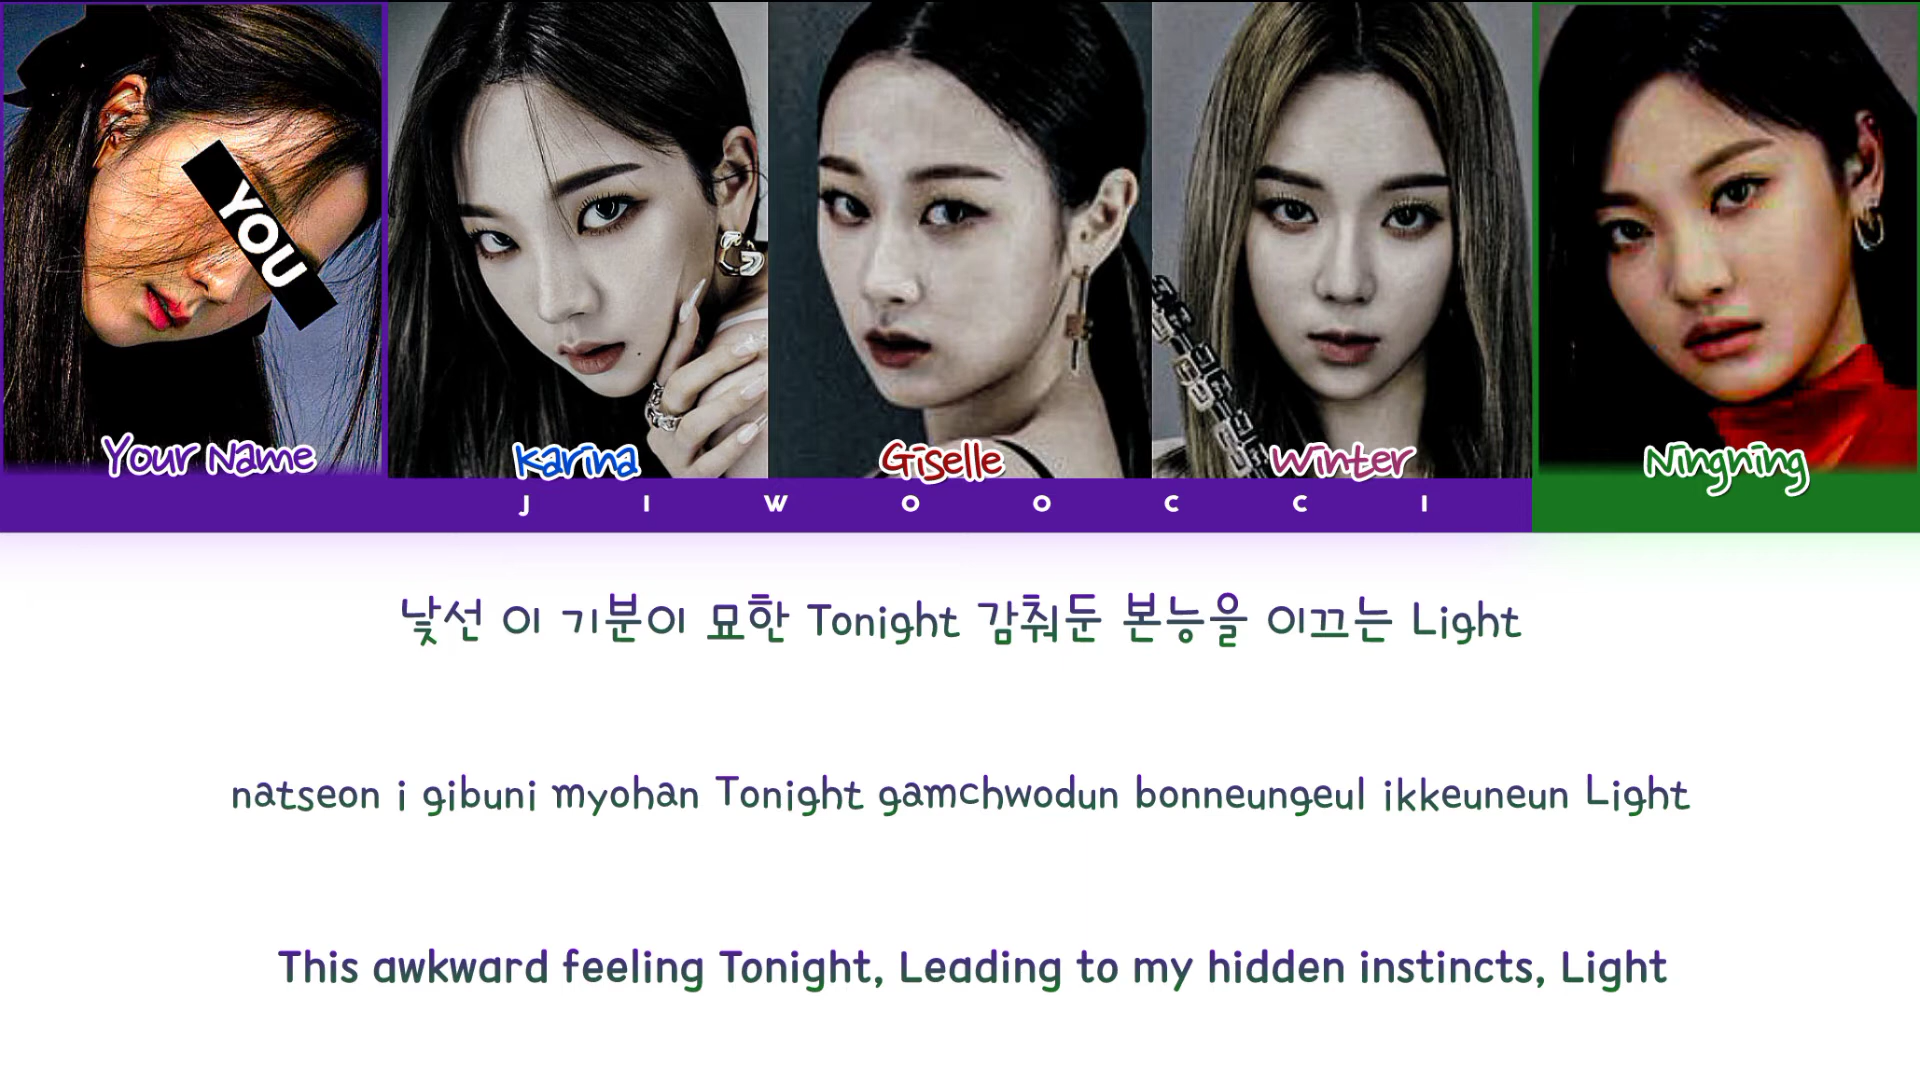 YOU
Your Name Karina Giselle Winter Ningning
J I W O O C C I
낯선 이 기분이 묘한 Tonight 감춰둔 본능을 이끄는 Light
natseon i gibuni myohan Tonight gamchwodun bonneungeul ikkeuneun Light
This awkward feeling Tonight, Leading to my hidden instincts, Light